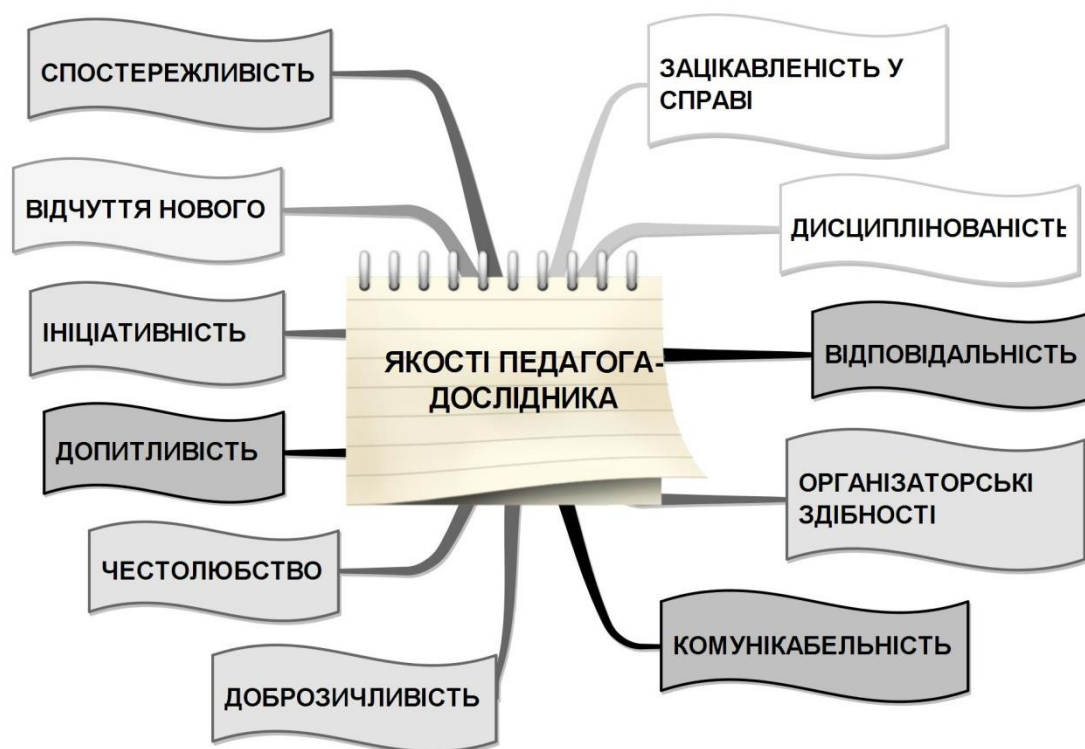 СПОСТЕРЕЖЛИВІСТЬ
ВІДЧУТТЯ НОВОГО
ІНІЦІАТИВНІСТЬ
ДОПИТЛИВІСТЬ
ЧЕСТОЛЮБСТВО
ДОБРОЗИЧЛИВІСТЬ
ЯКОСТІ ПЕДАГОГА-
ДОСЛІДНИКА
ЗАЦІКАВЛЕНІСТЬ У
СПРАВІ
ДИСЦИПЛІНОВАНІСТЬ
ВІДПОВІДАЛЬНІСТЬ
ОРГАНІЗАТОРСЬКІ
ЗДІБНОСТІ
КОМУНІКАБЕЛЬНІСТЬ